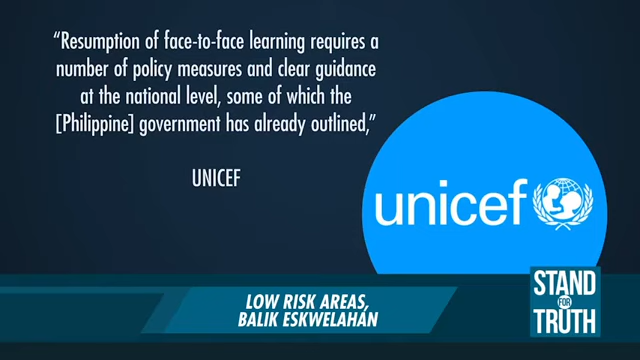 “Resumption of face-to-face learning requires a
number of policy measures and clear guidance
at the national level, some of which the
[Philippine] government has already outlined,”
UNICEF
unicef
LOW RISK AREAS,
BALIK ESKWELAHAN
STAND
FOR
TRUTH